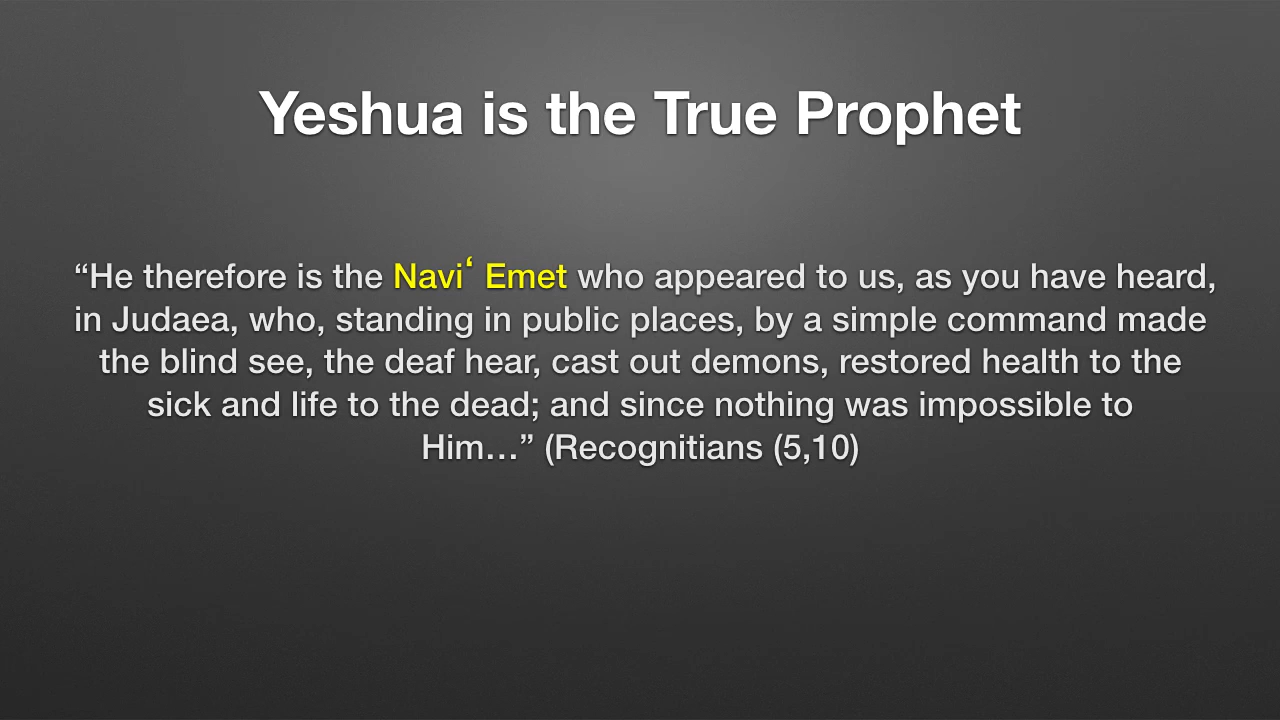 Yeshua is the True Prophet
“He therefore is the Navi‘ Emet who appeared to us, as you have heard,
in Judaea, who, standing in public places, by a simple command made
the blind see, the deaf hear, cast out demons, restored health to the
sick and life to the dead; and since nothing was impossible to
Him…” (Recognitians (5,10)